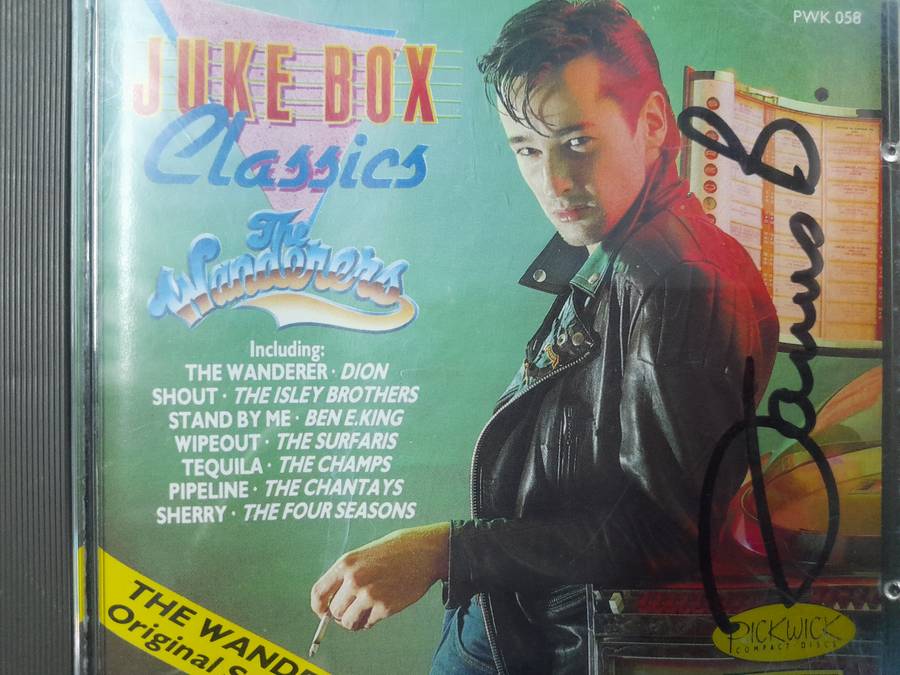 PWK 058
JUKE BOX
Classics
The
Wanderers
Including:
THE WANDERER · DION
SHOUT · THE ISLEY BROTHERS
STAND BY ME · BEN E.KING
WIPEOUT · THE SURFARIS
TEQUILA · THE CHAMPS
PIPELINE · THE CHANTAYS
SHERRY · THE FOUR SEASONS
THE WANDE
Original S
PICKWICK
COMPACT·DISCS